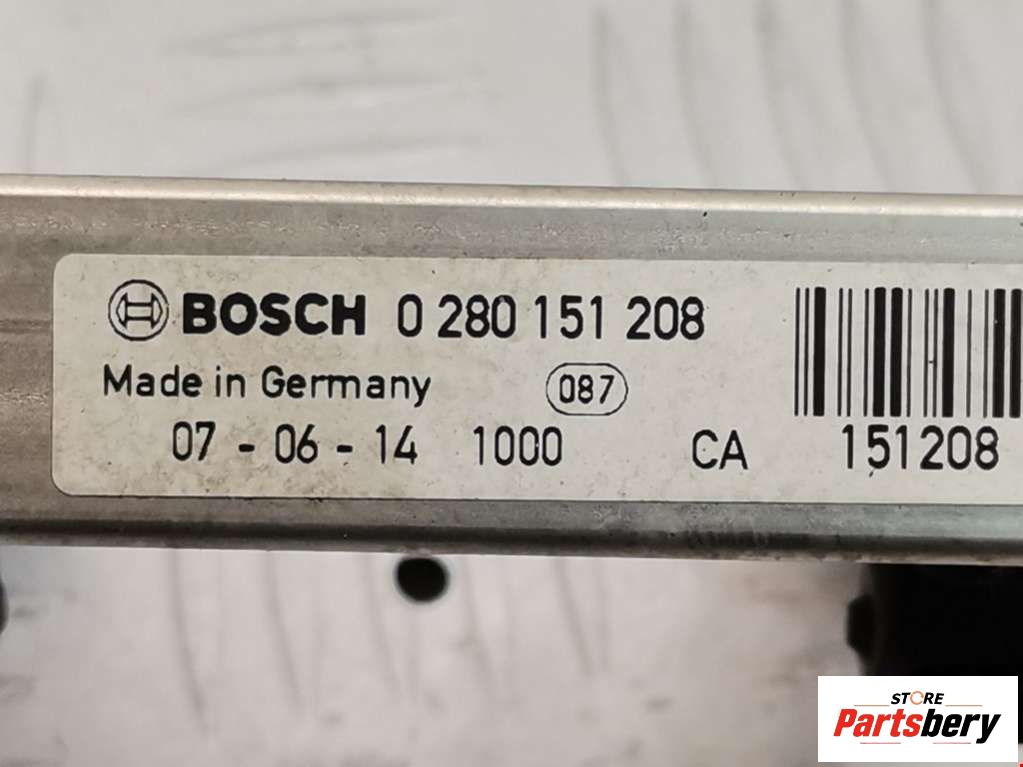 BOSCH 0 280 151 208
Made in Germany 087
07 - 06 - 14 1000 CA 151208
STORE
Partsbery